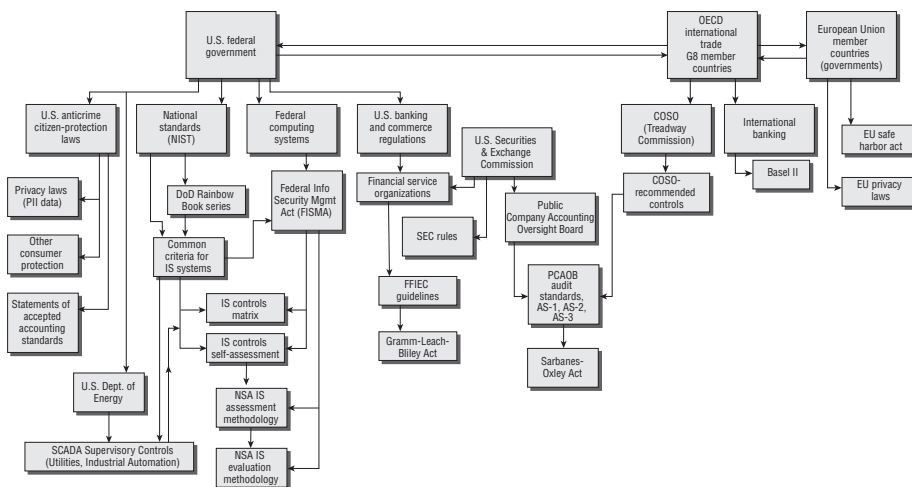 U.S. federal
government
OECD
international
trade
G8 member
countries
European Union
member
countries
(governments)
U.S. anticrime
citizen-protection
laws
National
standards
(NIST)
Federal
computing
systems
U.S. banking
and commerce
regulations
U.S. Securities
& Exchange
Commission
COSO
(Treadway
Commission)
International
banking
EU safe
harbor act
Privacy laws
(PII data)
DoD Rainbow
Book series
Federal Info
Security Mgmt
Act (FISMA)
Financial service
organizations
COSO-
recommended
controls
Basel II
EU privacy
laws
Other
consumer
protection
Common
criteria for
IS systems
SEC rules
Public
Company Accounting
Oversight Board
Statements of
accepted
accounting
standards
IS controls
matrix
FFIEC
guidelines
PCAOB
audit
standards,
AS-1, AS-2,
AS-3
IS controls
self-assessment
Gramm-Leach-
Bliley Act
Sarbanes-
Oxley Act
U.S. Dept. of
Energy
NSA IS
assessment
methodology
SCADA Supervisory Controls
(Utilities, Industrial Automation)
NSA IS
evaluation
methodology